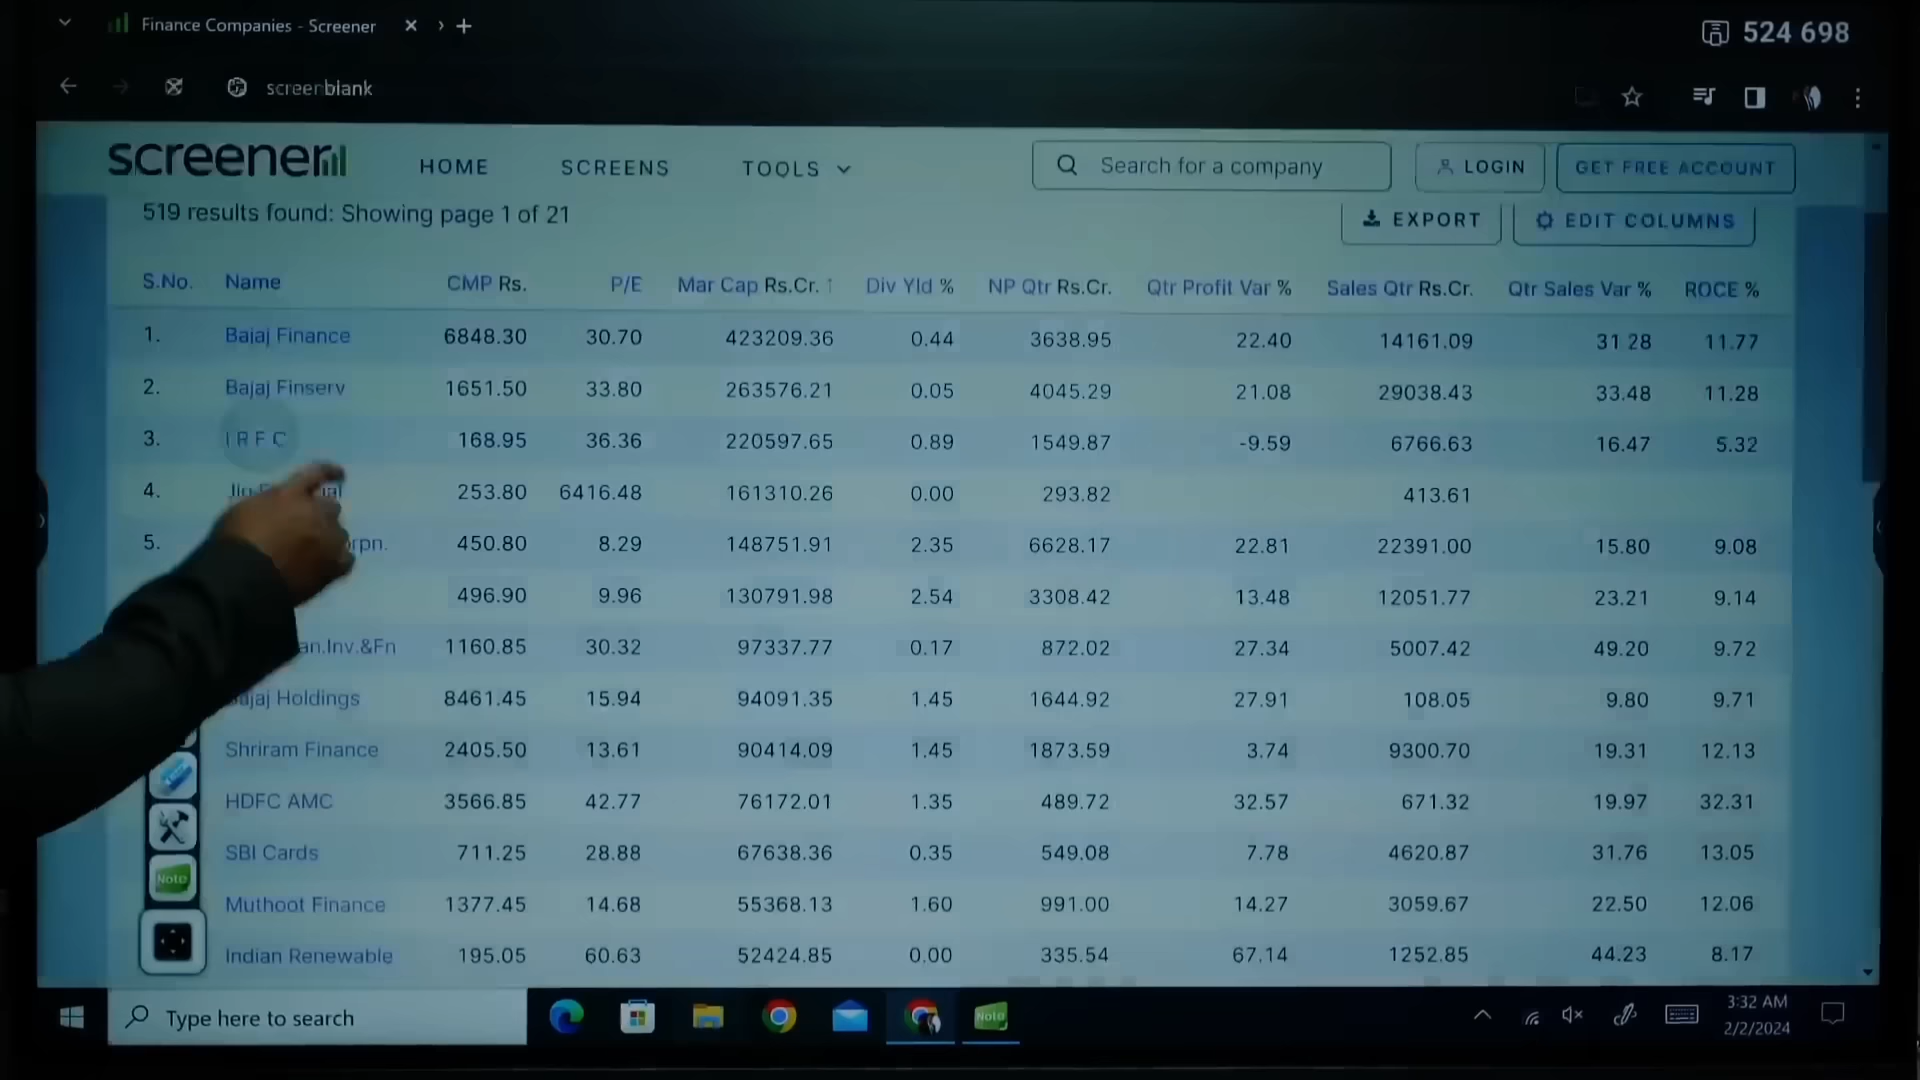 Finance Companies - Screener
524 698
screenblank
screener
HOME SCREENS TOOLS
Search for a company
LOGIN
GET FREE ACCOUNT
519 results found: Showing page 1 of 21
EXPORT
EDIT COLUMNS
S.No. Name CMP Rs. P/E Mar Cap Rs.Cr. ↑ Div Yld % NP Qtr Rs.Cr. Qtr Profit Var % Sales Qtr Rs.Cr. Qtr Sales Var % ROCE %
1. Bajaj Finance 6848.30 30.70 423209.36 0.44 3638.95 22.40 14161.09 31 28 11.77
2. Bajaj Finserv 1651.50 33.80 263576.21 0.05 4045.29 21.08 29038.43 33.48 11.28
3. I R F C 168.95 36.36 220597.65 0.89 1549.87 -9.59 6766.63 16.47 5.32
4. 253.80 6416.48 161310.26 0.00 293.82 413.61
5. rpn. 450.80 8.29 148751.91 2.35 6628.17 22.81 22391.00 15.80 9.08
496.90 9.96 130791.98 2.54 3308.42 13.48 12051.77 23.21 9.14
an.Inv.&Fn 1160.85 30.32 97337.77 0.17 872.02 27.34 5007.42 49.20 9.72
Bajaj Holdings 8461.45 15.94 94091.35 1.45 1644.92 27.91 108.05 9.80 9.71
Shriram Finance 2405.50 13.61 90414.09 1.45 1873.59 3.74 9300.70 19.31 12.13
HDFC AMC 3566.85 42.77 76172.01 1.35 489.72 32.57 671.32 19.97 32.31
SBI Cards 711.25 28.88 67638.36 0.35 549.08 7.78 4620.87 31.76 13.05
Note
Muthoot Finance 1377.45 14.68 55368.13 1.60 991.00 14.27 3059.67 22.50 12.06
Indian Renewable 195.05 60.63 52424.85 0.00 335.54 67.14 1252.85 44.23 8.17
Type here to search
Note
3:32 AM
2/2/2024